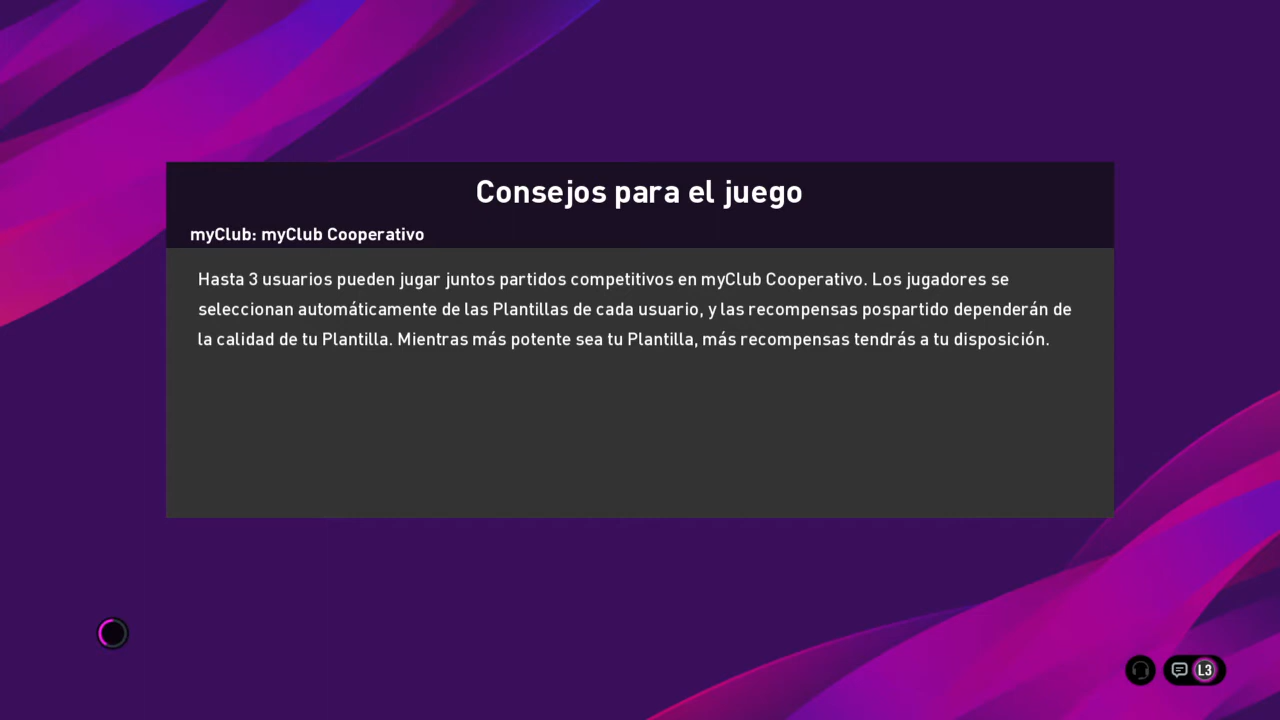 Consejos para el juego
myClub: myClub Cooperativo
Hasta 3 usuarios pueden jugar juntos partidos competitivos en myClub Cooperativo. Los jugadores se
seleccionan automáticamente de las Plantillas de cada usuario, y las recompensas pospartido dependerán de
la calidad de tu Plantilla. Mientras más potente sea tu Plantilla, más recompensas tendrás a tu disposición.
L3